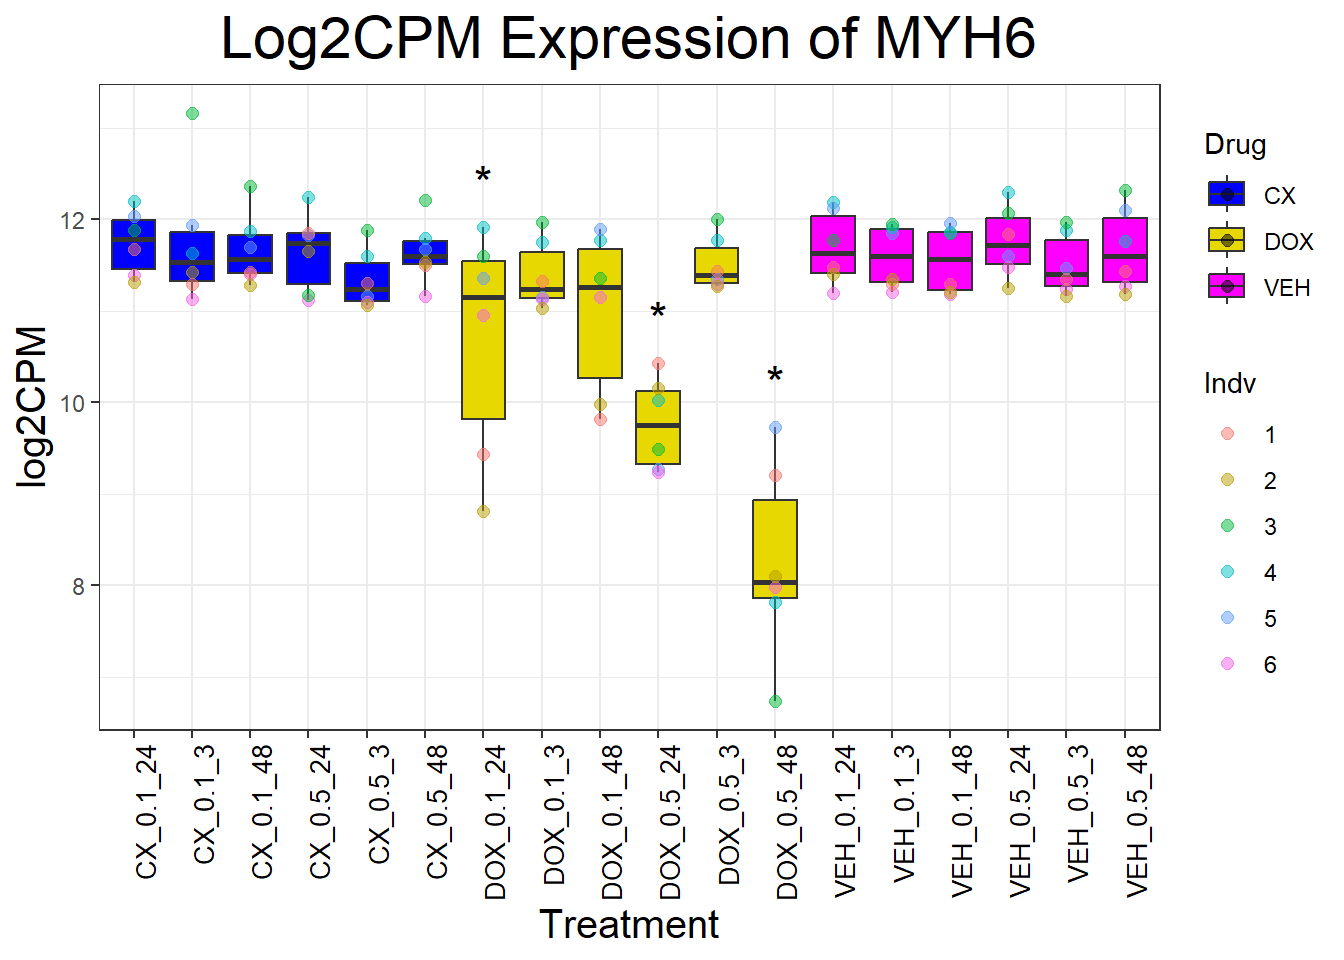 Log2CPM Expression of MYH6
log2CPM
12
10
8
*
*
*
CX_0.1_24
CX_0.1_3
CX_0.1_48
CX_0.5_24
CX_0.5_3
CX_0.5_48
DOX_0.1_24
DOX_0.1_3
DOX_0.1_48
DOX_0.5_24
DOX_0.5_3
DOX_0.5_48
VEH_0.1_24
VEH_0.1_3
VEH_0.1_48
VEH_0.5_24
VEH_0.5_3
VEH_0.5_48
Treatment
Drug
CX
DOX
VEH
Indv
1
2
3
4
5
6